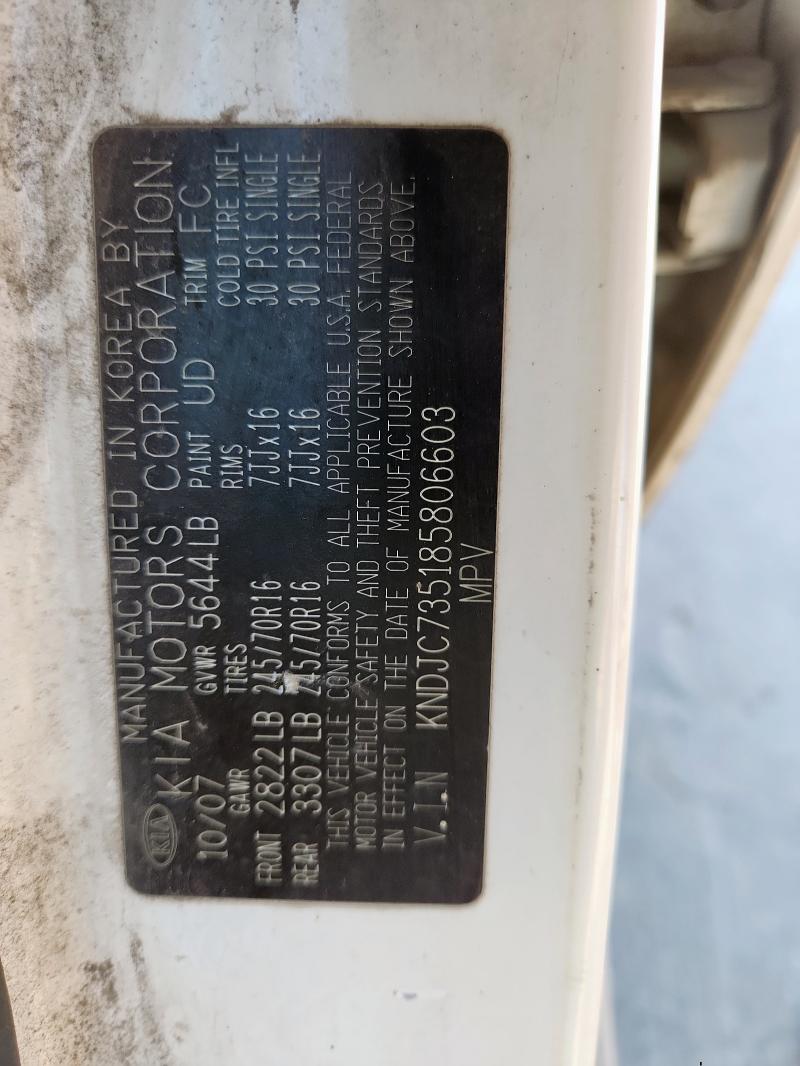 KIA
MANUFACTURED IN KOREA BY
KIA MOTORS CORPORATION
10/07 GVWR 5644LB PAINT UD TRIM FC
GAWR TIRES RIMS COLD TIRE INFL
FRONT 2822LB 245/70R16 7JJx16 30 PSI SINGLE
REAR 3307LB 245/70R16 7JJx16 30 PSI SINGLE
THIS VEHICLE CONFORMS TO ALL APPLICABLE U.S.A. FEDERAL
MOTOR VEHICLE SAFETY AND THEFT PREVENTION STANDARDS
IN EFFECT ON THE DATE OF MANUFACTURE SHOWN ABOVE.
V.I.N KNDJC735185806603
MPV